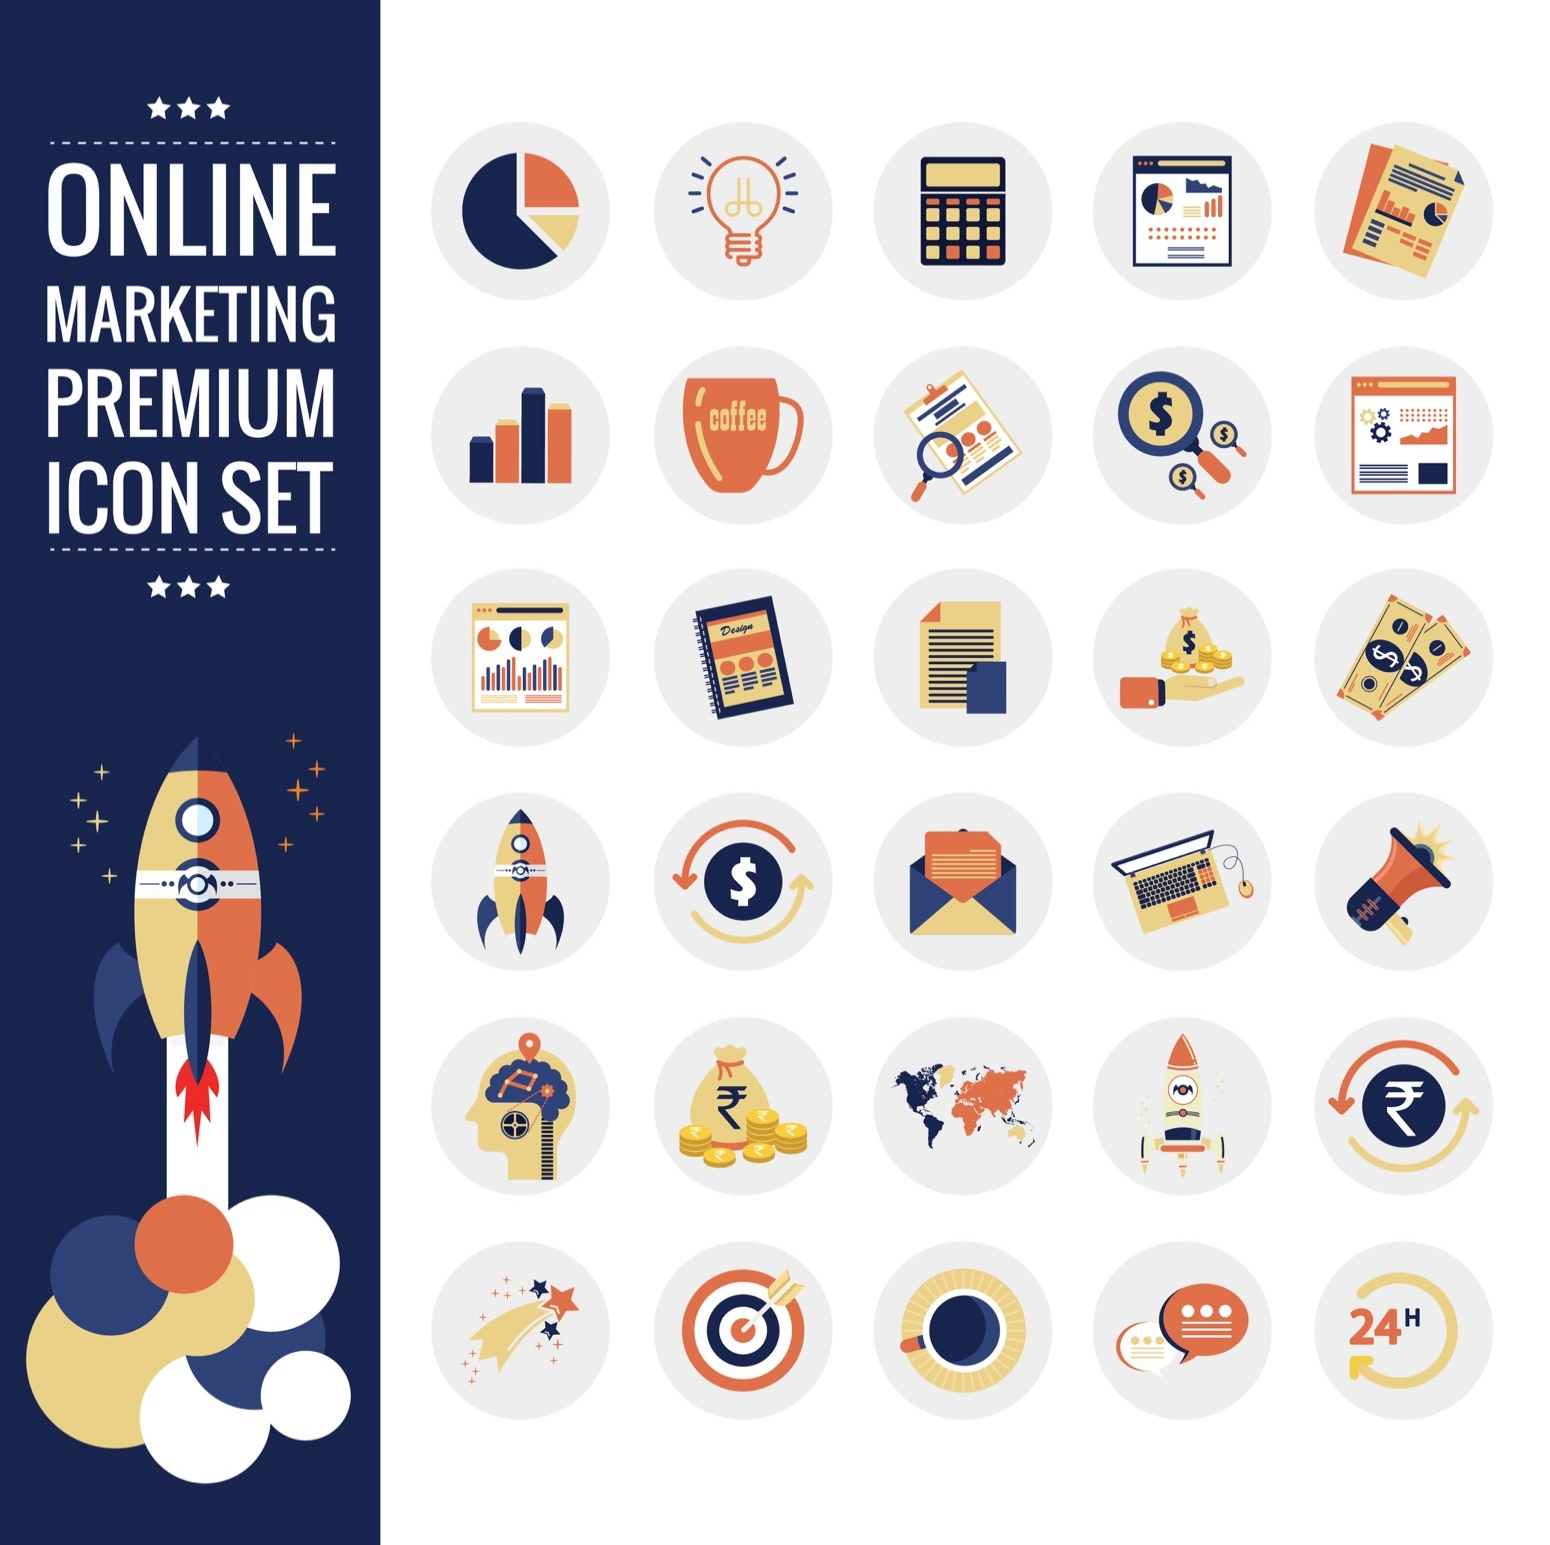 ONLINE
MARKETING
PREMIUM
ICON SET
coffee
$
$
$
Design
$
$
$
$
₹
₹
₹
₹
₹
₹
₹
24H